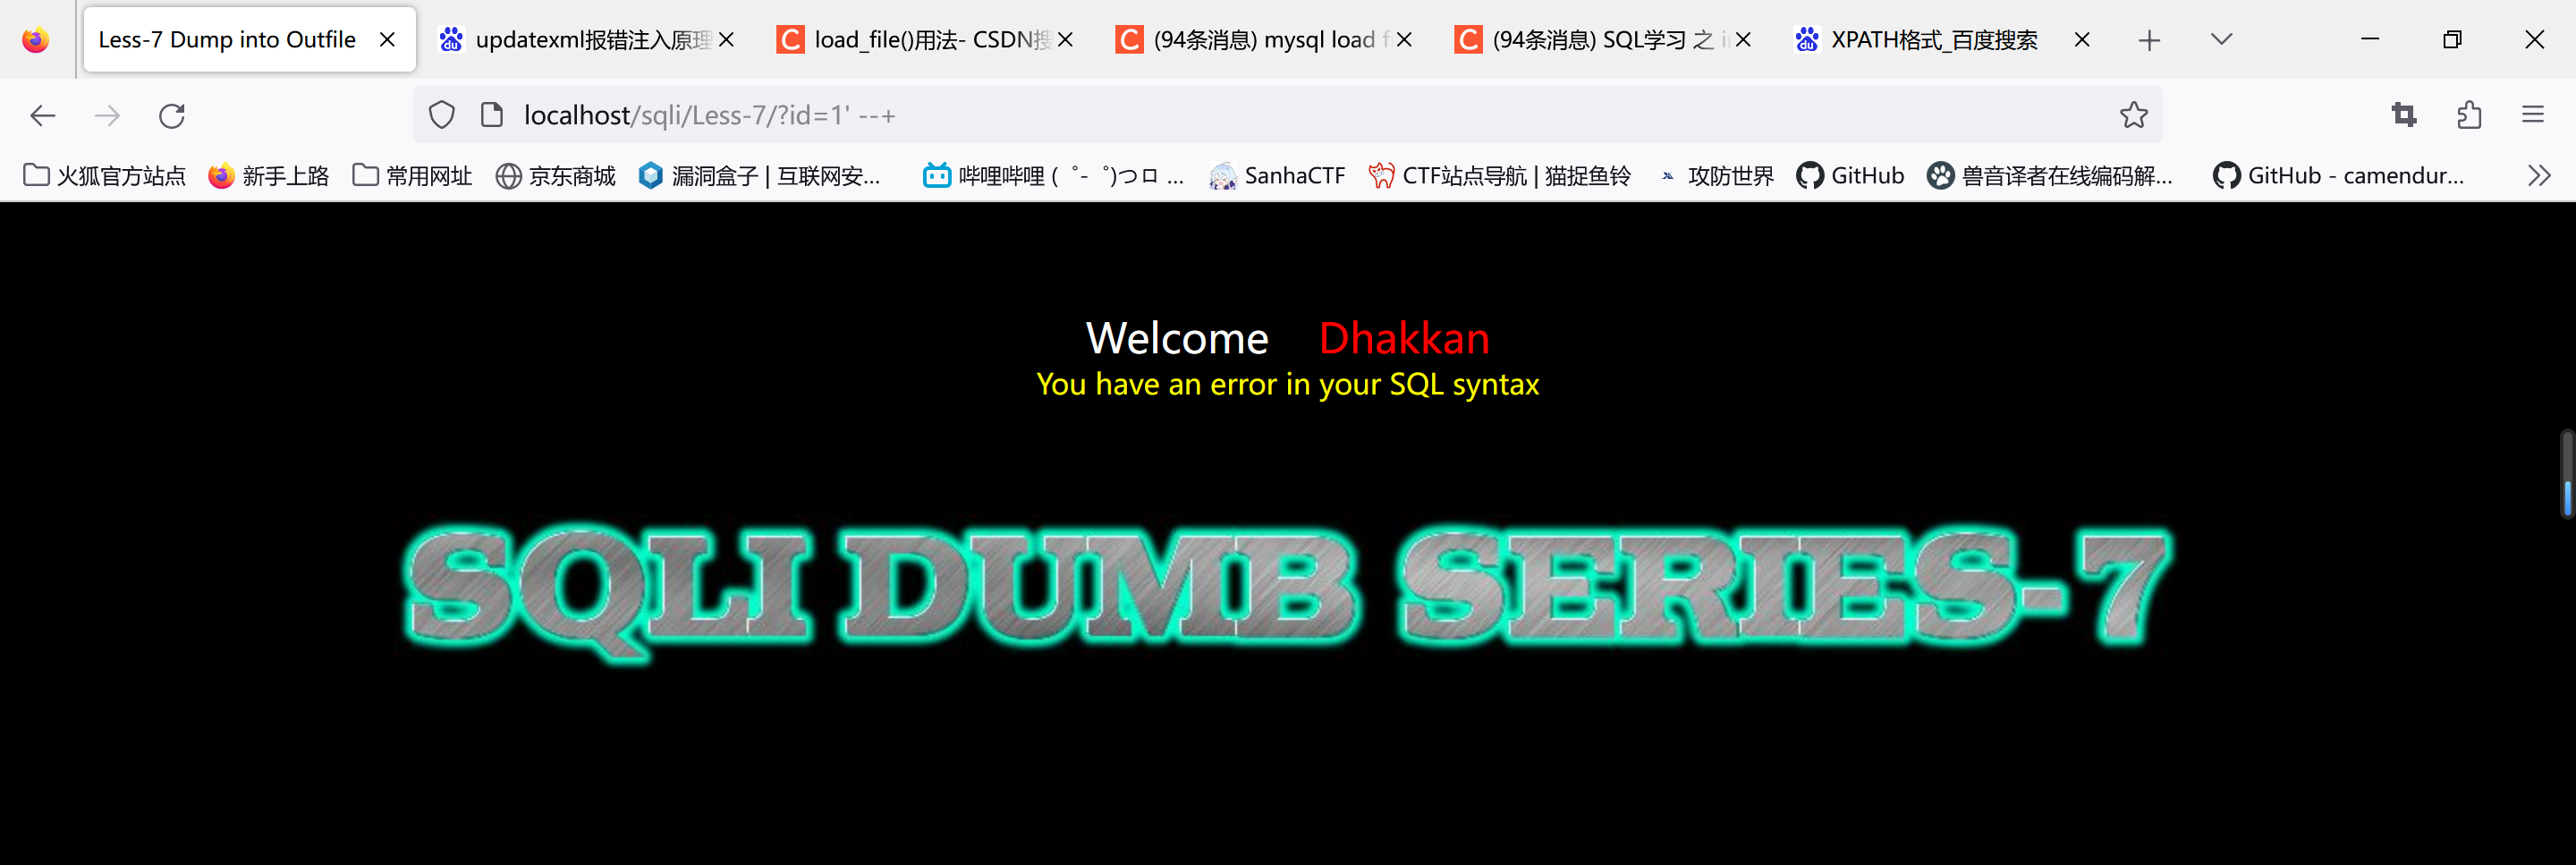 Less-7 Dump into Outfile
updatexml报错注入原理
load_file()用法- CSDN搜
(94条消息) mysql load f
(94条消息) SQL学习 之 i
XPATH格式_百度搜索
localhost/sqli/Less-7/?id=1' --+
火狐官方站点
新手上路
常用网址
京东商城
漏洞盒子 | 互联网安...
哔哩哔哩 ( ゜- ゜)つロ ...
SanhaCTF
CTF站点导航 | 猫捉鱼铃
攻防世界
GitHub
兽音译者在线编码解...
GitHub - camendur...
Welcome Dhakkan
You have an error in your SQL syntax
SQLI DUMB SERIES-7